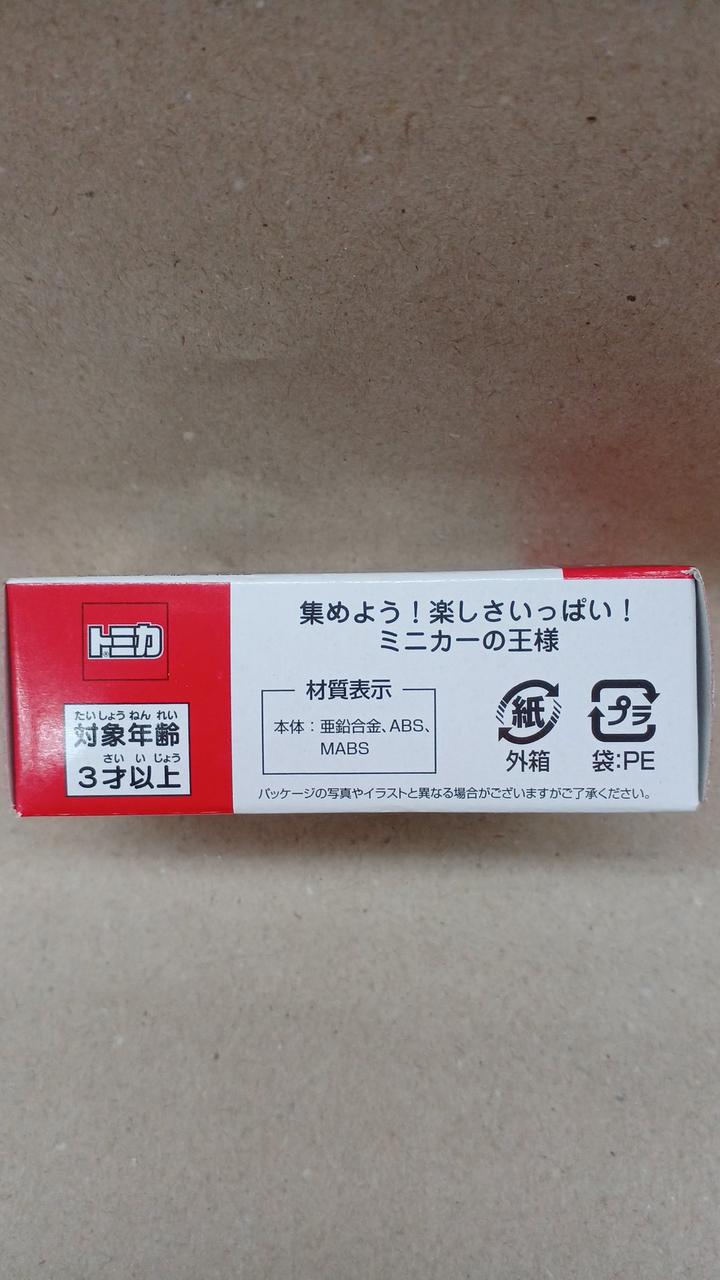 トミカ
たいしょう ねん れい
対象年齢
さい い じょう
3才以上
集めよう！楽しさいっぱい！
ミニカーの王様
材質表示
本体：亜鉛合金、ABS、
MABS
紙
外箱
プラ
袋:PE
パッケージの写真やイラストと異なる場合がございますがご了承ください。